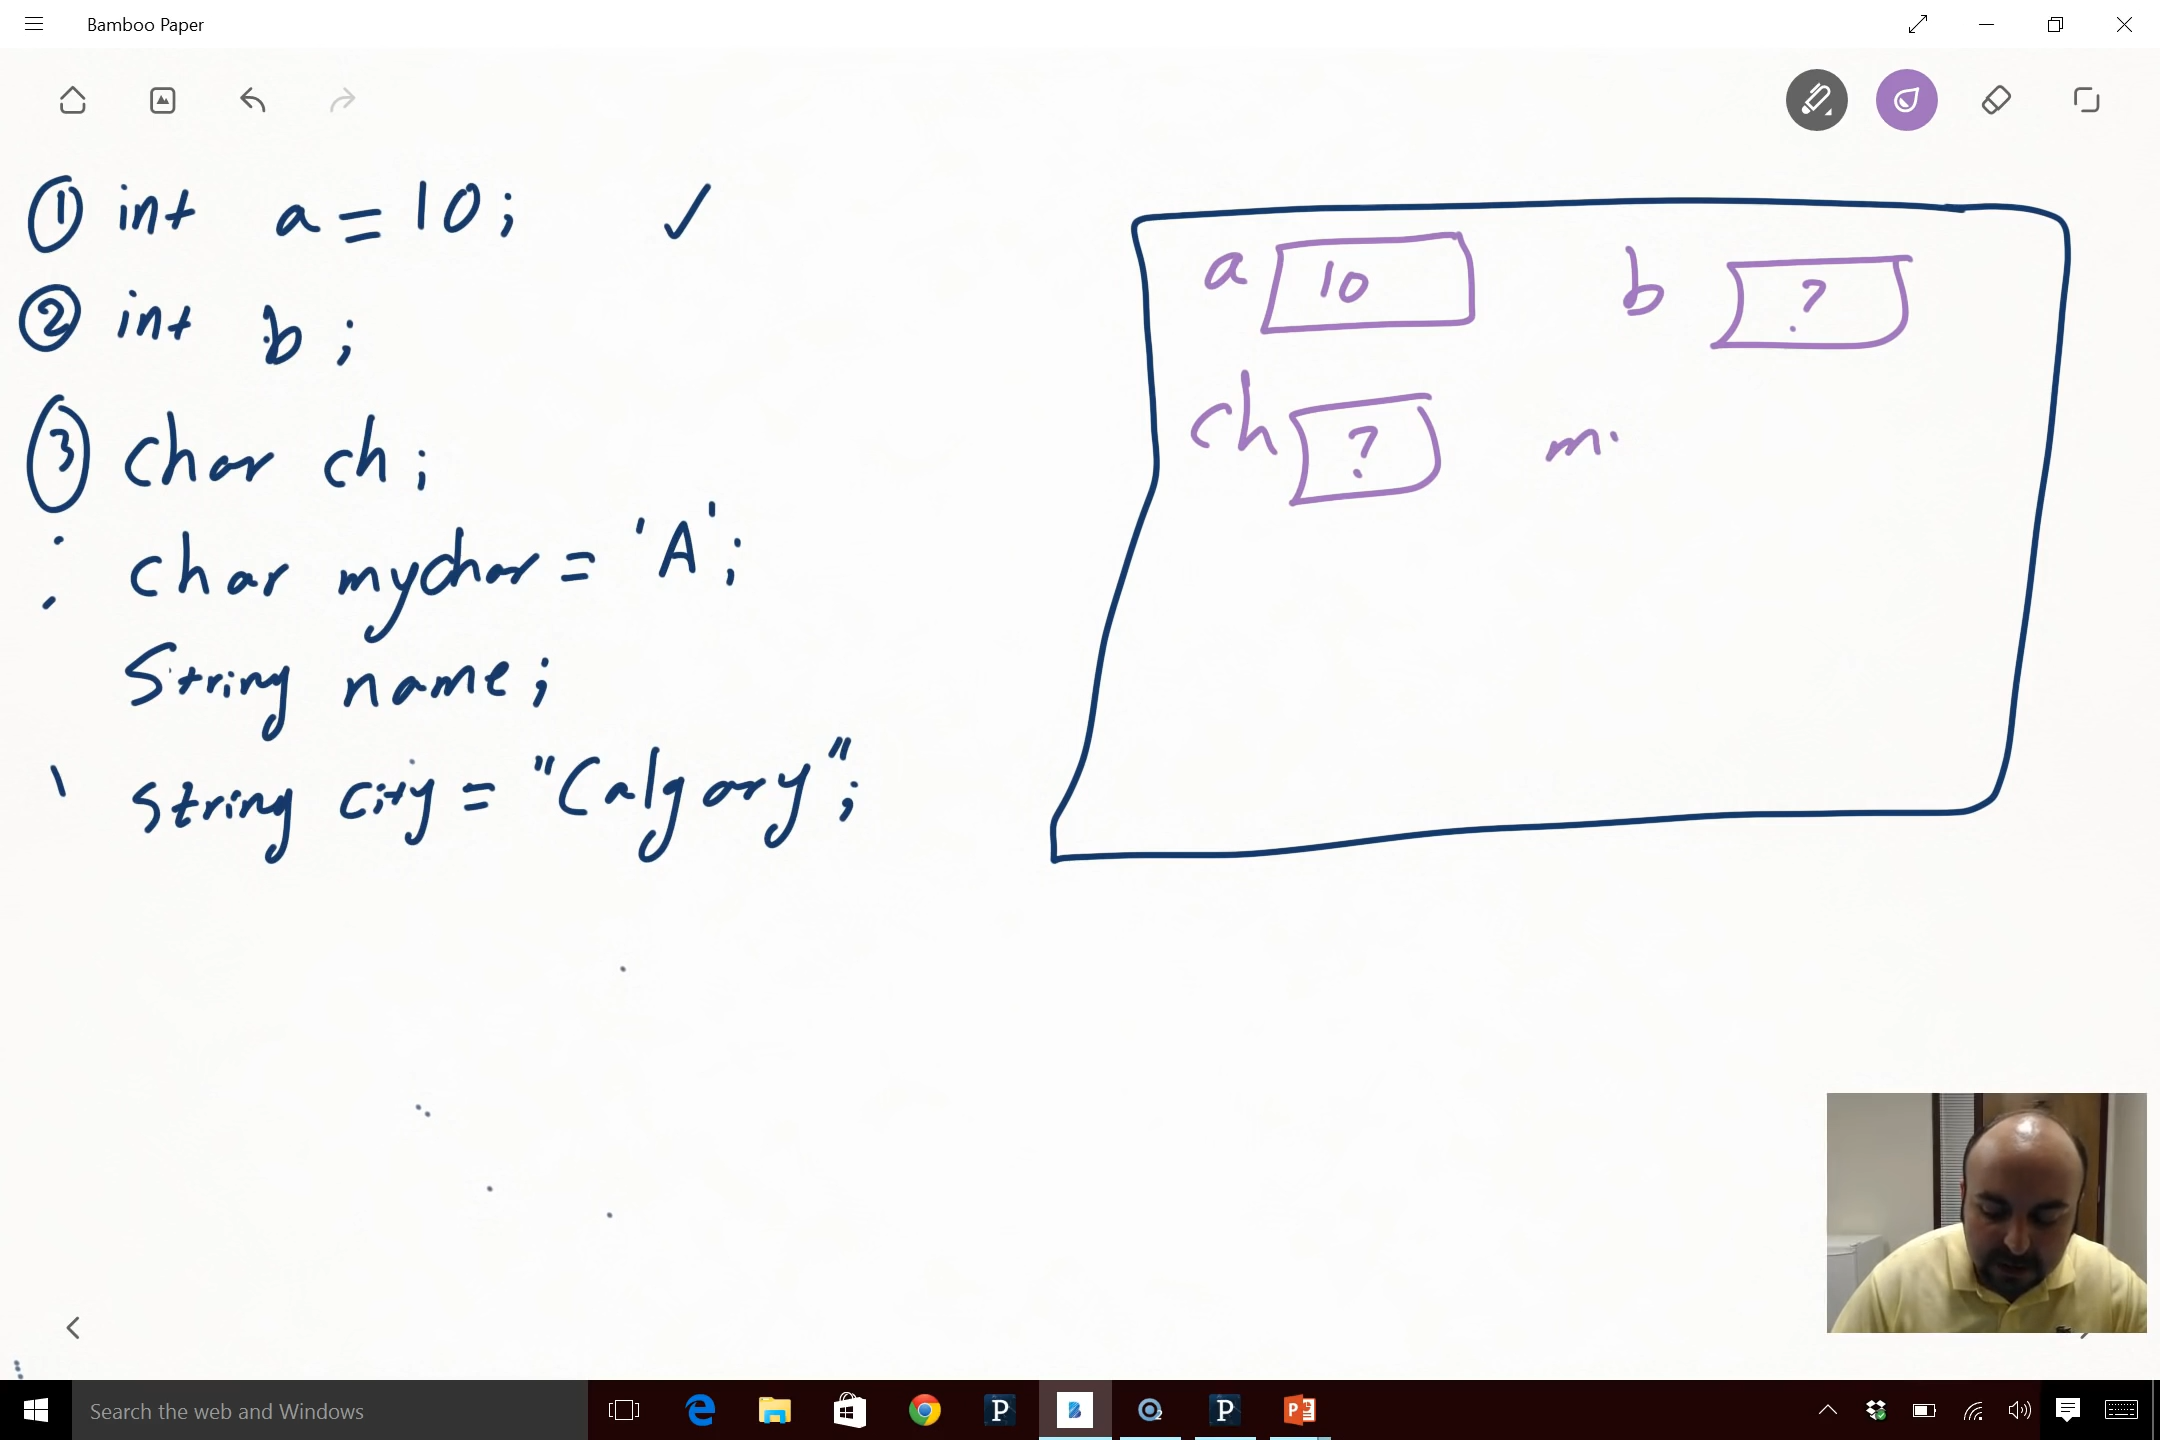 Bamboo Paper
① int a = 10; ✓
② int b ;
③ char ch ;
char mychar = 'A';
String name ;
String city = "Calgary";
a 10 b ?
ch ? m
Search the web and Windows